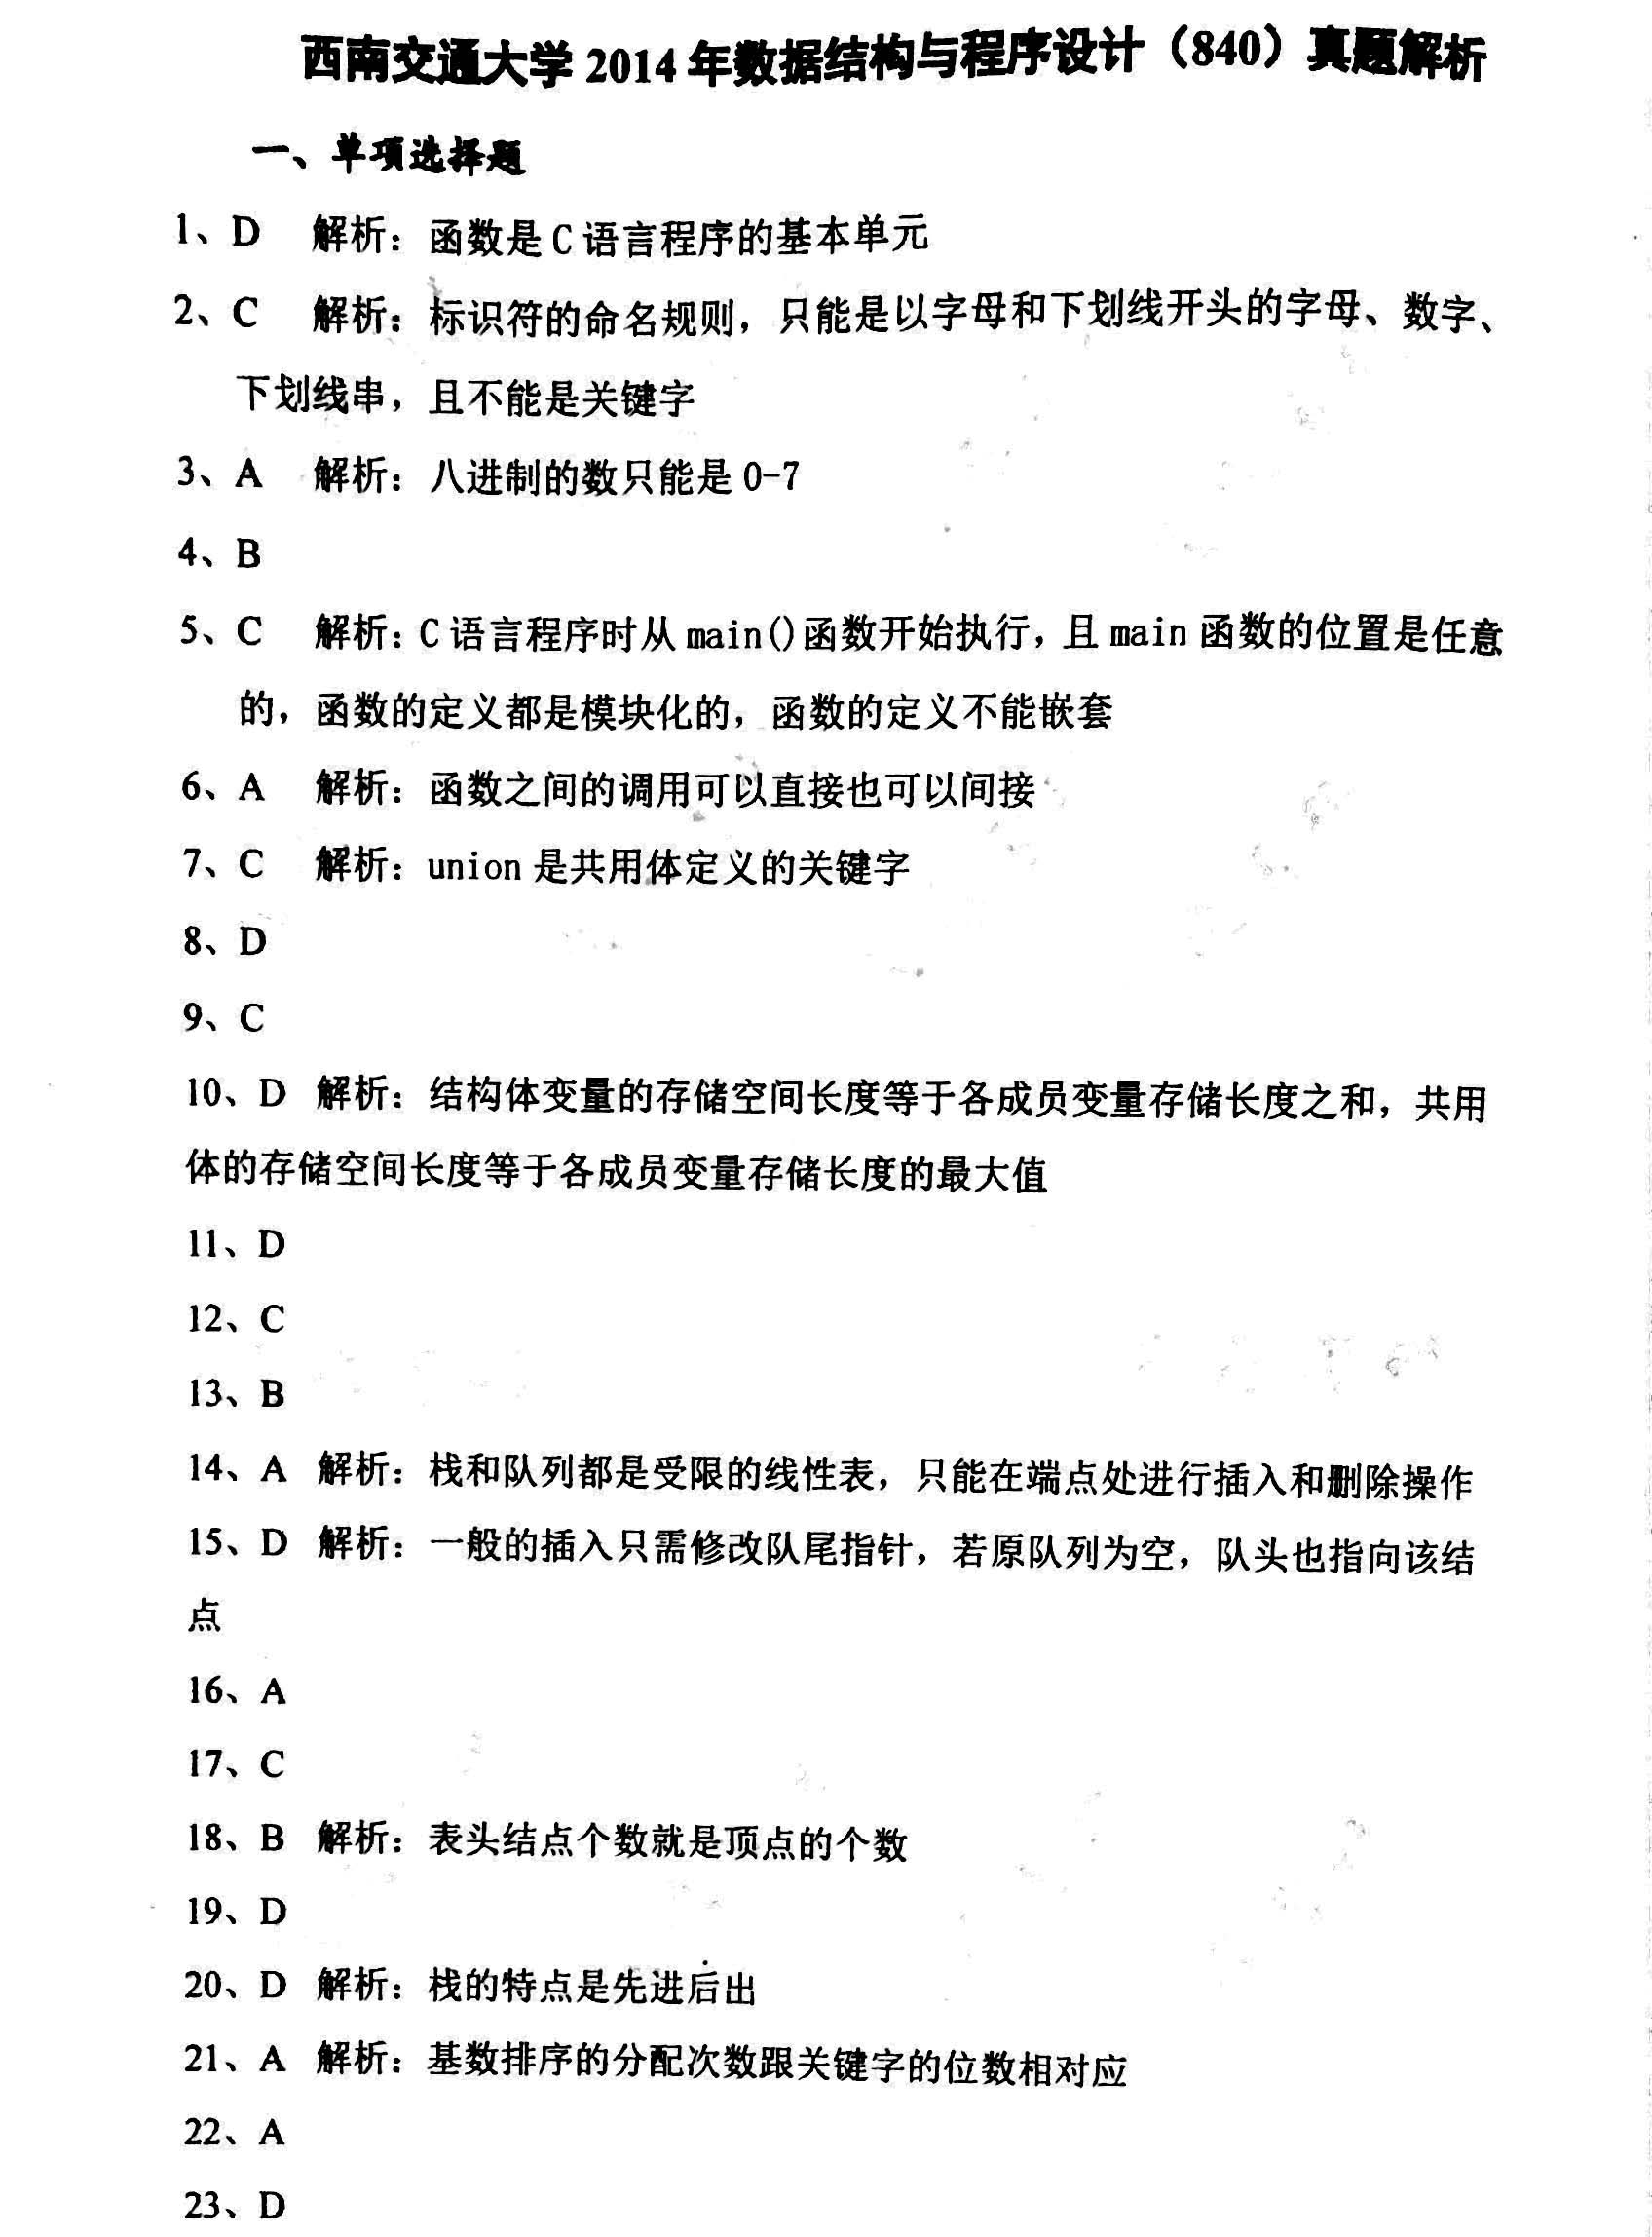 西南交通大学 2014 年数据结构与程序设计（840）真题解析
一、单项选择题
1、D 解析：函数是 C 语言程序的基本单元
2、C 解析：标识符的命名规则，只能是以字母和下划线开头的字母、数字、
下划线串，且不能是关键字
3、A 解析：八进制的数只能是 0-7
4、B
5、C 解析：C 语言程序时从 main()函数开始执行，且 main 函数的位置是任意
的，函数的定义都是模块化的，函数的定义不能嵌套
6、A 解析：函数之间的调用可以直接也可以间接
7、C 解析：union 是共用体定义的关键字
8、D
9、C
10、D 解析：结构体变量的存储空间长度等于各成员变量存储长度之和，共用
体的存储空间长度等于各成员变量存储长度的最大值
11、D
12、C
13、B
14、A 解析：栈和队列都是受限的线性表，只能在端点处进行插入和删除操作
15、D 解析：一般的插入只需修改队尾指针，若原队列为空，队头也指向该结
点
16、A
17、C
18、B 解析：表头结点个数就是顶点的个数
19、D
20、D 解析：栈的特点是先进后出
21、A 解析：基数排序的分配次数跟关键字的位数相对应
22、A
23、D